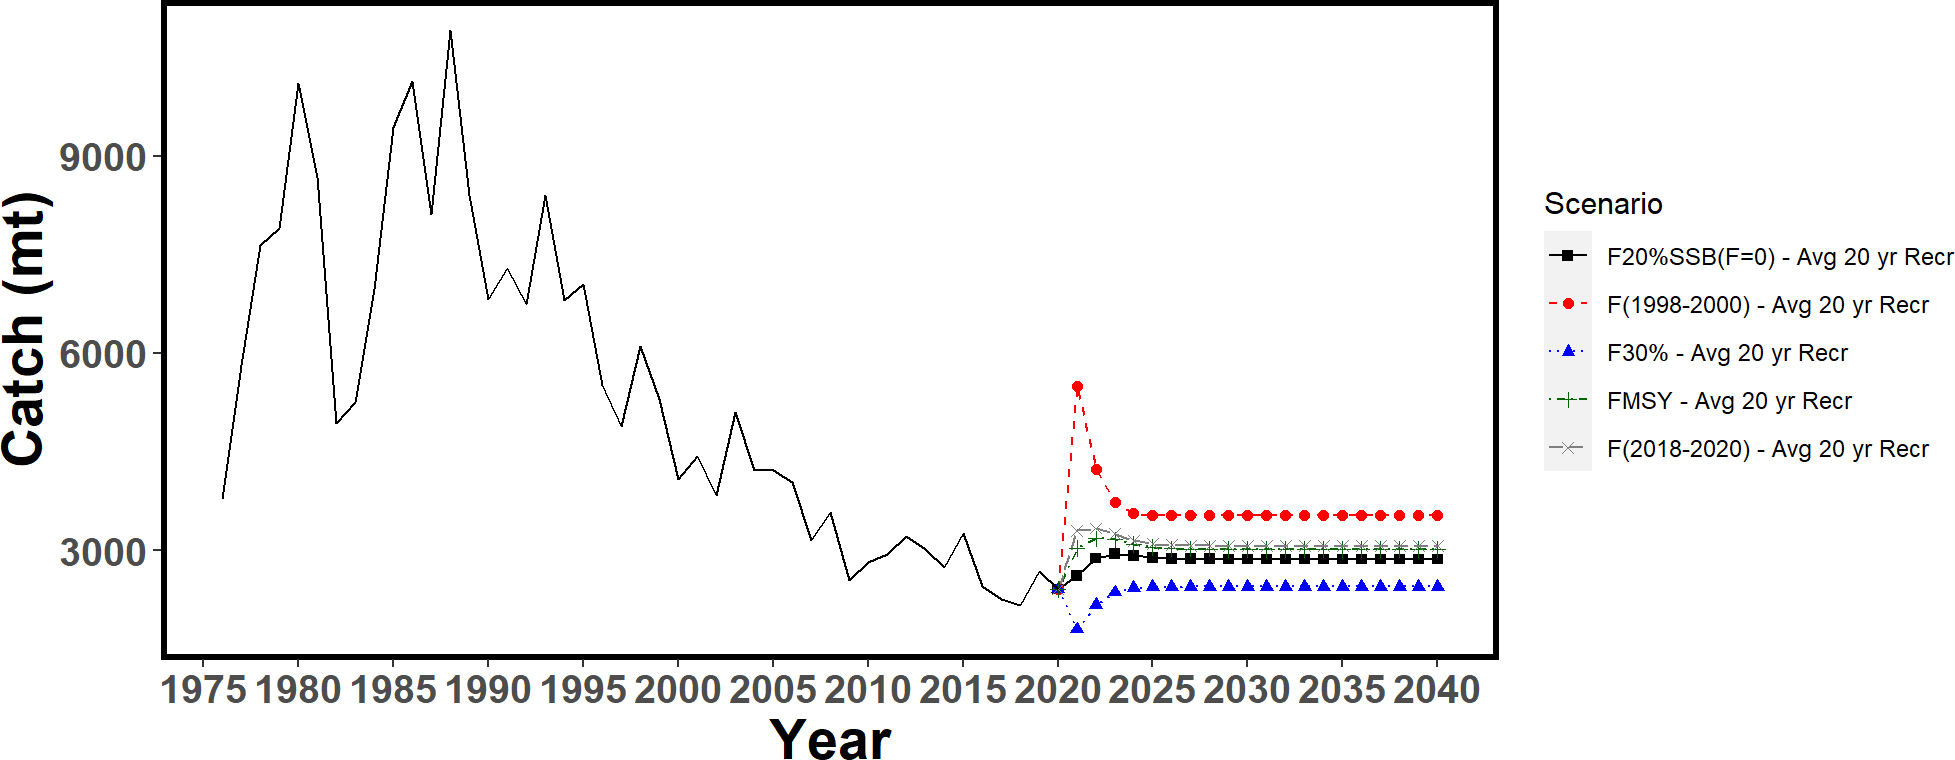 Catch (mt)
9000
6000
3000
1975 1980 1985 1990 1995 2000 2005 2010 2015 2020 2025 2030 2035 2040
Year
Scenario
F20%SSB(F=0) - Avg 20 yr Recr
F(1998-2000) - Avg 20 yr Recr
F30% - Avg 20 yr Recr
FMSY - Avg 20 yr Recr
F(2018-2020) - Avg 20 yr Recr